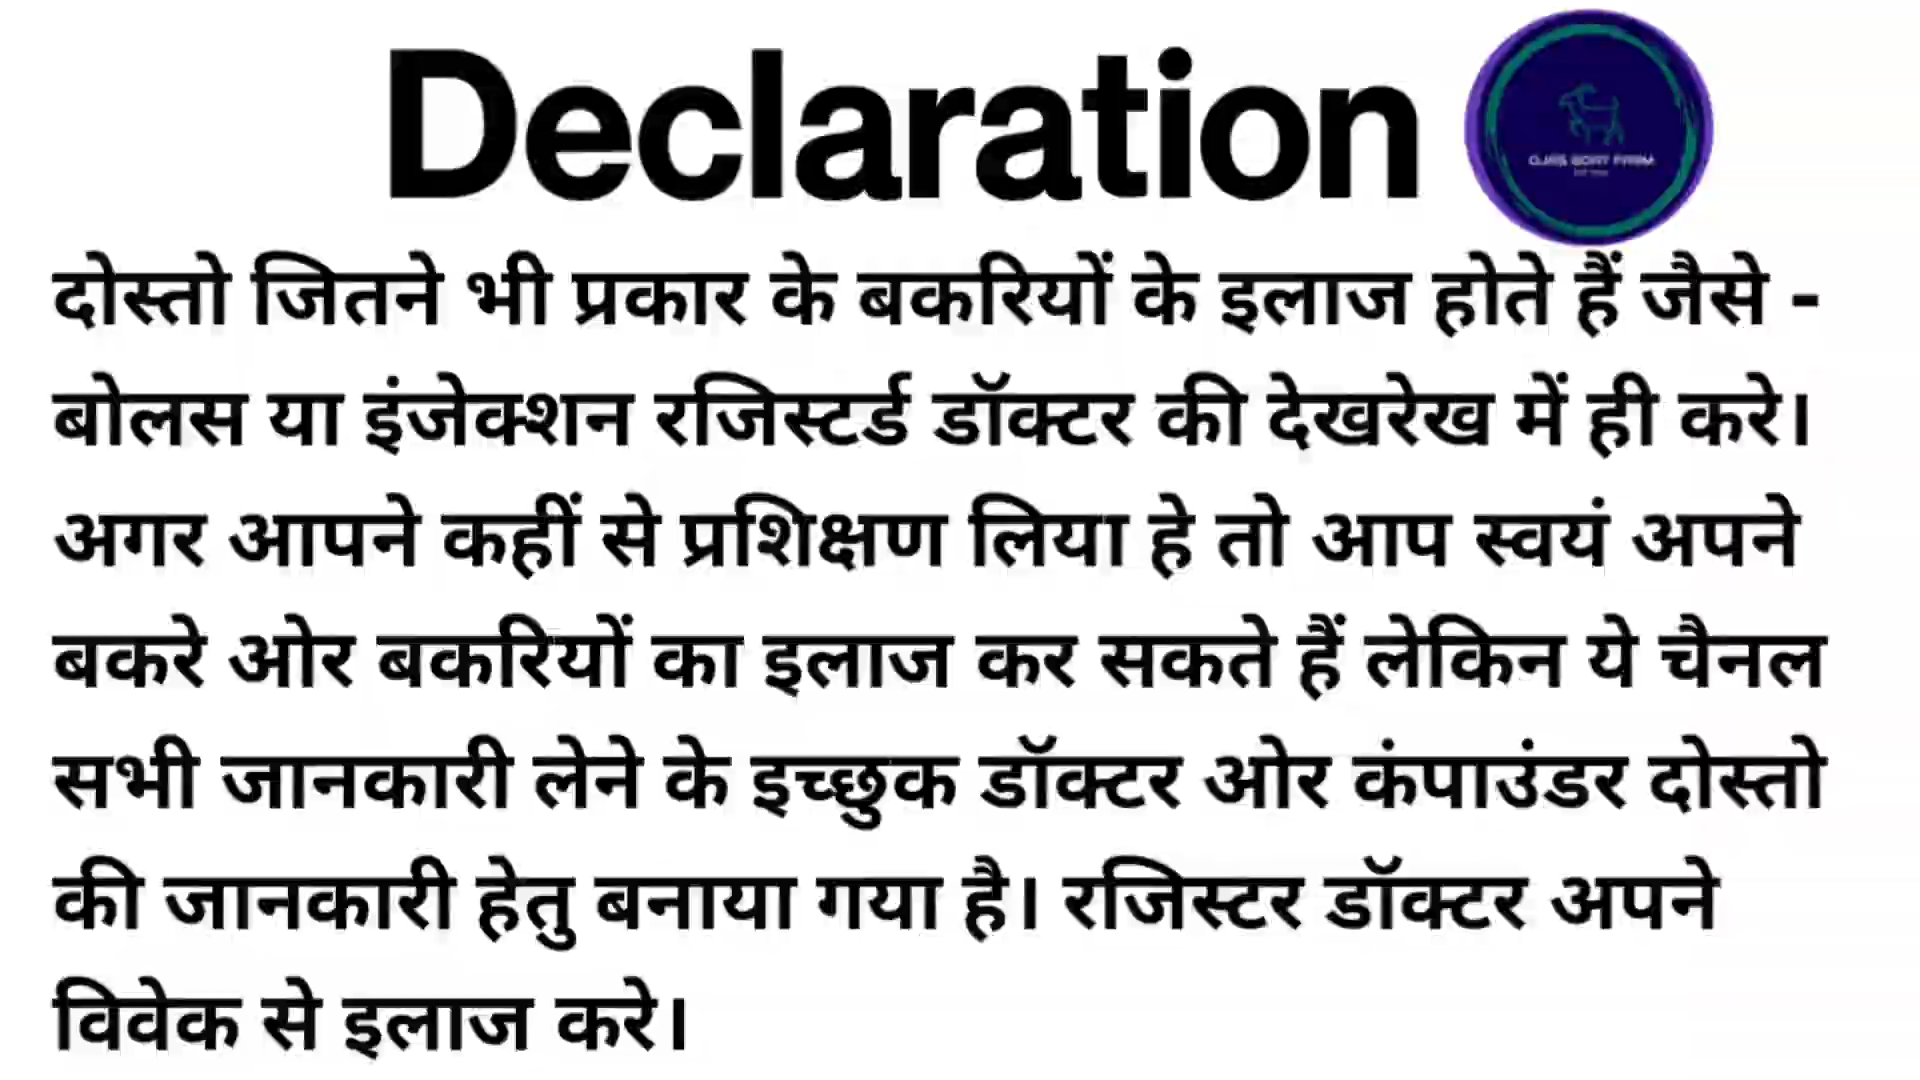 Declaration
दोस्तो जितने भी प्रकार के बकरियों के इलाज होते हैं जैसे -
बोलस या इंजेक्शन रजिस्टर्ड डॉक्टर की देखरेख में ही करे।
अगर आपने कहीं से प्रशिक्षण लिया हे तो आप स्वयं अपने
बकरे ओर बकरियों का इलाज कर सकते हैं लेकिन ये चैनल
सभी जानकारी लेने के इच्छुक डॉक्टर ओर कंपाउंडर दोस्तो
की जानकारी हेतु बनाया गया है। रजिस्टर डॉक्टर अपने
विवेक से इलाज करे।